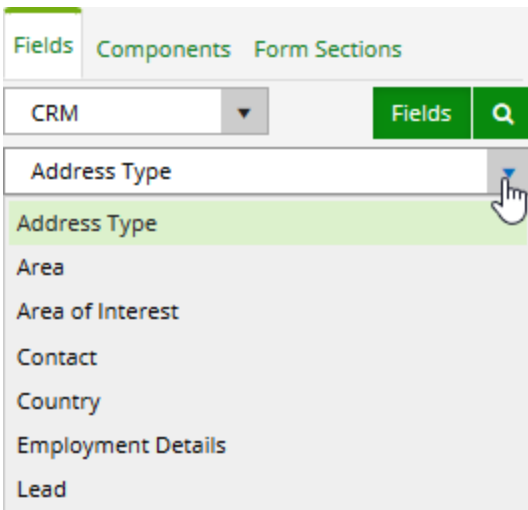 Fields Components Form Sections
CRM Fields
Address Type
Address Type
Area
Area of Interest
Contact
Country
Employment Details
Lead